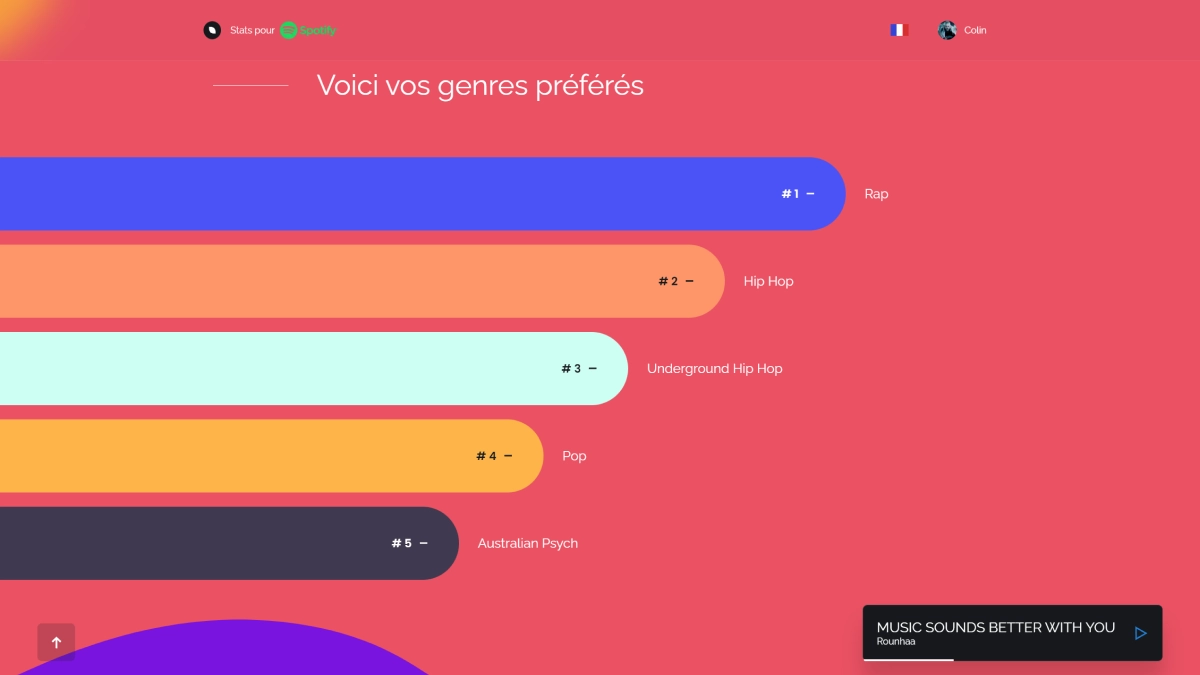 Stats pour Spotify
Colin
Voici vos genres préférés
#1 – Rap
#2 – Hip Hop
#3 – Underground Hip Hop
#4 – Pop
#5 – Australian Psych
MUSIC SOUNDS BETTER WITH YOU
Rounhaa